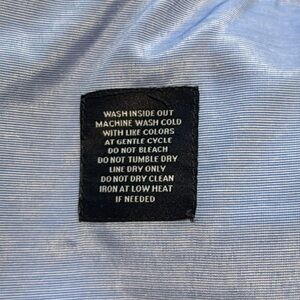 WASH INSIDE OUT
MACHINE WASH COLD
WITH LIKE COLORS
AT GENTLE CYCLE
DO NOT BLEACH
DO NOT TUMBLE DRY
LINE DRY ONLY
DO NOT DRY CLEAN
IRON AT LOW HEAT
IF NEEDED